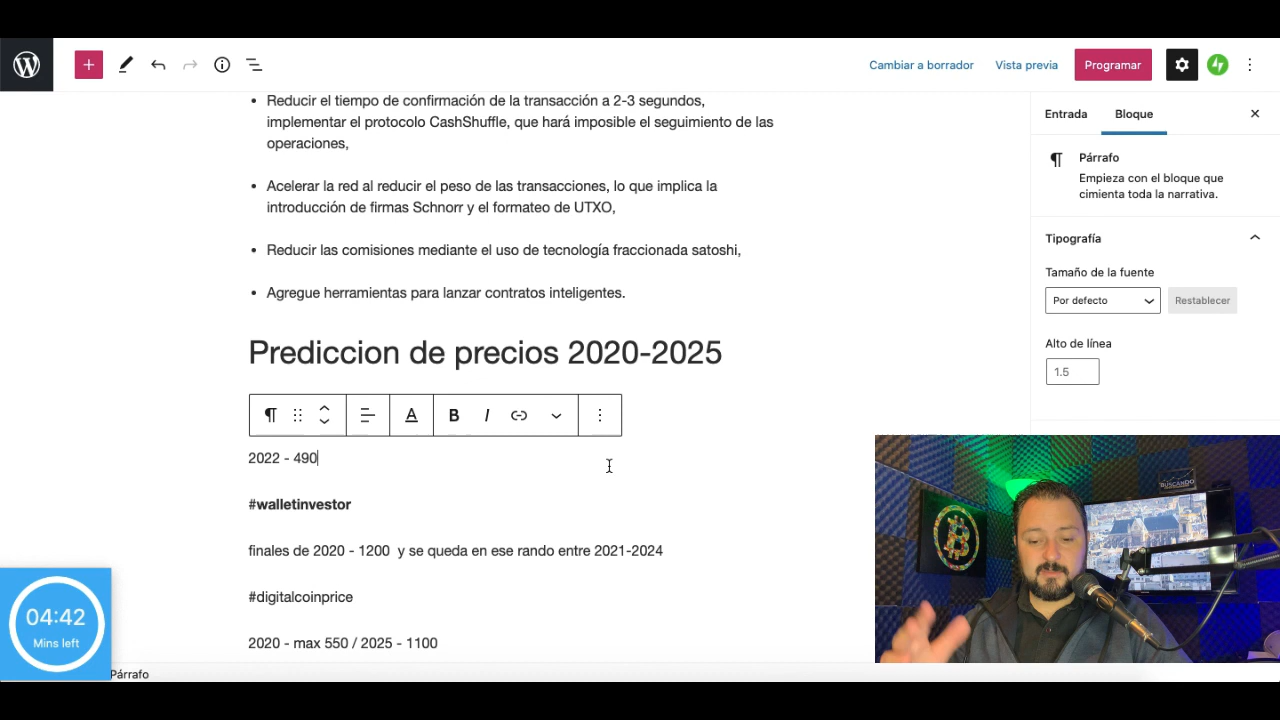 Cambiar a borrador Vista previa Programar
Reducir el tiempo de confirmación de la transacción a 2-3 segundos,
implementar el protocolo CashShuffle, que hará imposible el seguimiento de las
operaciones,
Acelerar la red al reducir el peso de las transacciones, lo que implica la
introducción de firmas Schnorr y el formateo de UTXO,
Reducir las comisiones mediante el uso de tecnología fraccionada satoshi,
Agregue herramientas para lanzar contratos inteligentes.
Prediccion de precios 2020-2025
A B I
2022 - 490
#walletinvestor
finales de 2020 - 1200 y se queda en ese rando entre 2021-2024
#digitalcoinprice
2020 - max 550 / 2025 - 1100
Párrafo
Entrada Bloque
Párrafo
Empieza con el bloque que
cimienta toda la narrativa.
Tipografía
Tamaño de la fuente
Por defecto Restablecer
Alto de línea
1.5
04:42
Mins left
BUSCANDO